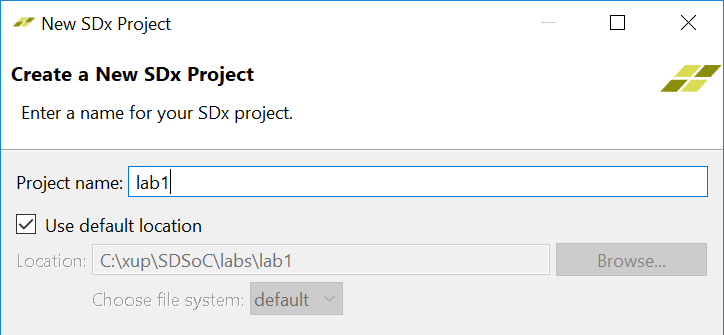 New SDx Project
Create a New SDx Project
Enter a name for your SDx project.
Project name: lab1
Use default location
Location: C:\xup\SDSoC\labs\lab1 Browse...
Choose file system: default